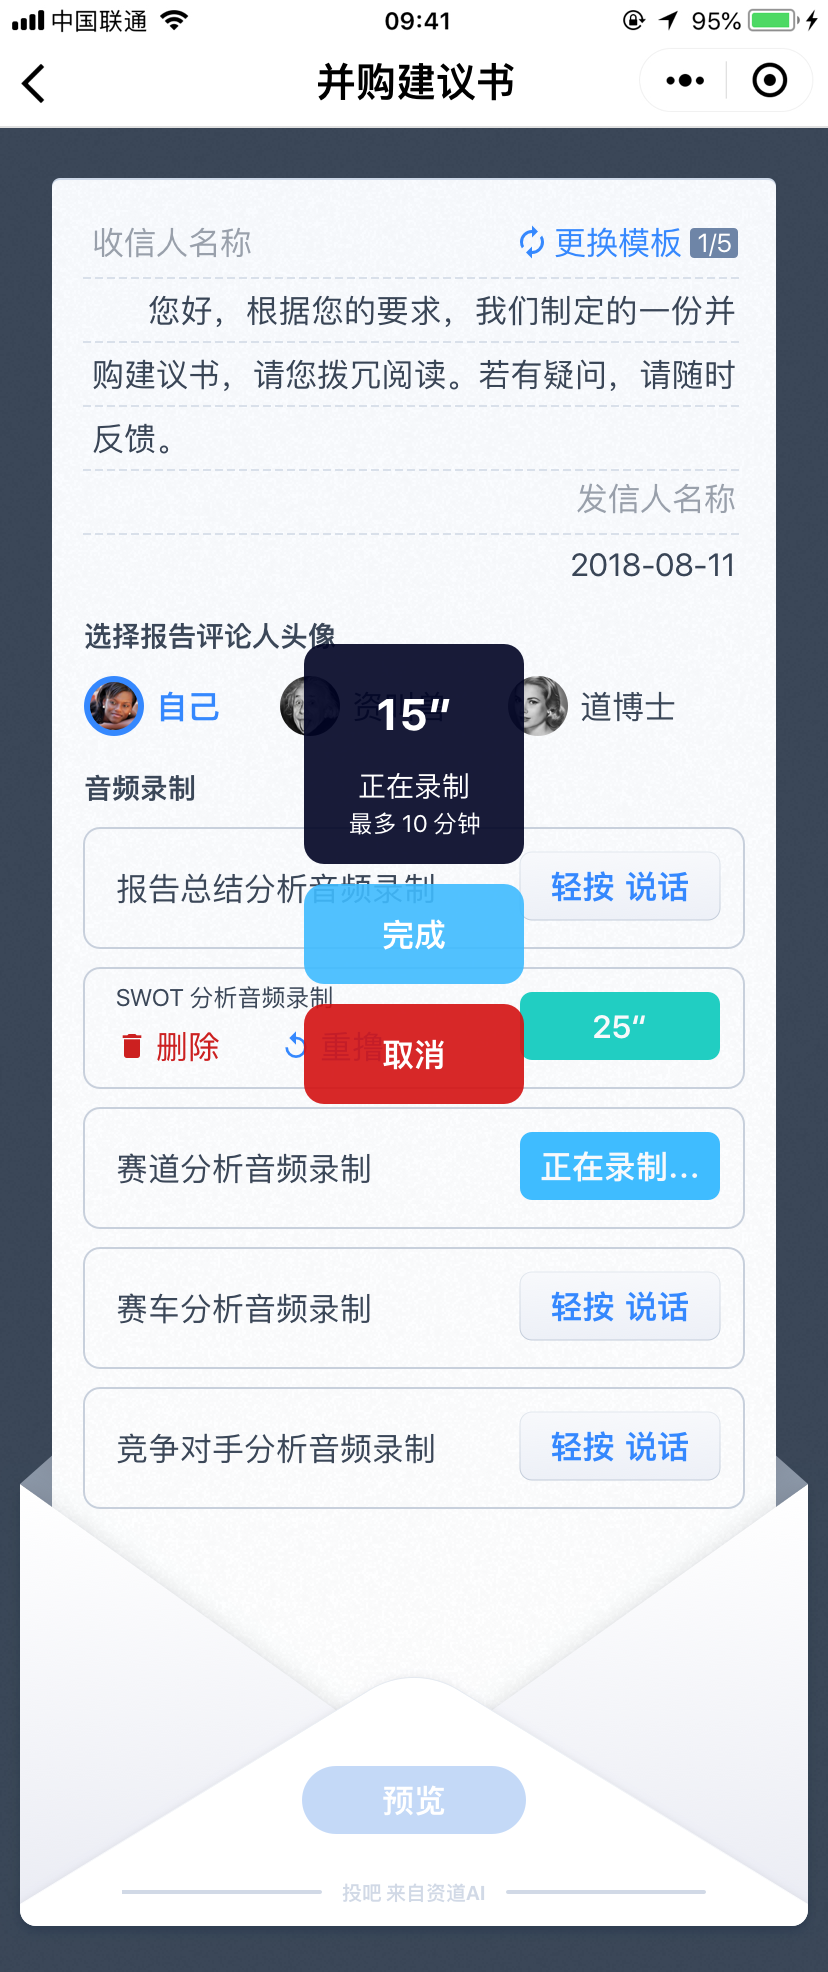 中国联通
09:41
95%
并购建议书
收信人名称
更换模板 1/5
您好，根据您的要求，我们制定的一份并
购建议书，请您拨冗阅读。若有疑问，请随时
反馈。
发信人名称
2018-08-11
选择报告评论人头像
自己
道博士
15″
正在录制
最多 10 分钟
音频录制
报告总结分析音频录制
轻按 说话
完成
SWOT 分析音频录制
删除
重撸
25“
取消
赛道分析音频录制
正在录制...
赛车分析音频录制
轻按 说话
竞争对手分析音频录制
轻按 说话
预览
投吧 来自资道AI